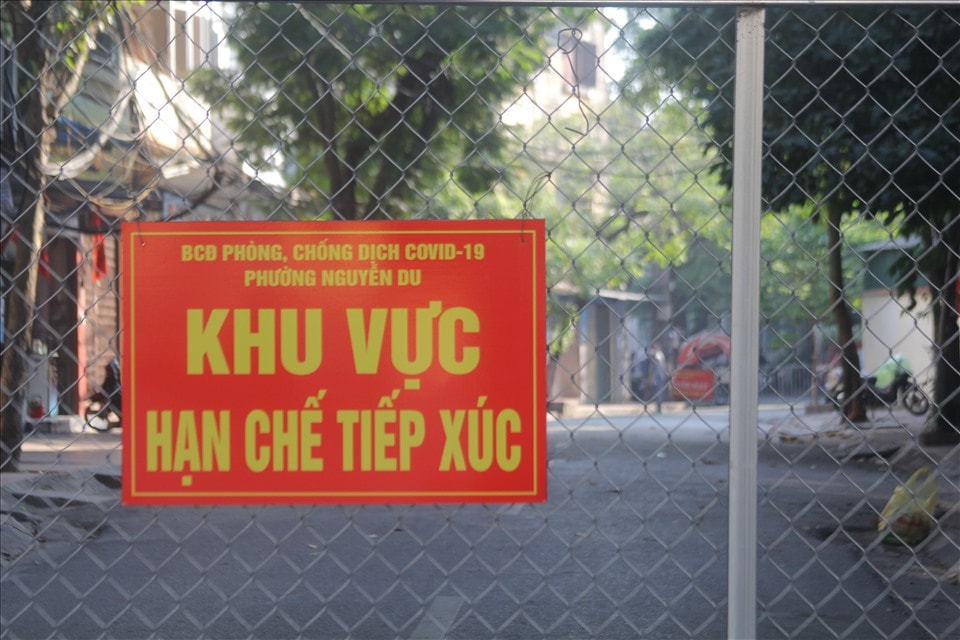 BCĐ PHÒNG, CHỐNG DỊCH COVID-19
PHƯỜNG NGUYỄN DU
KHU VỰC
HẠN CHẾ TIẾP XÚC